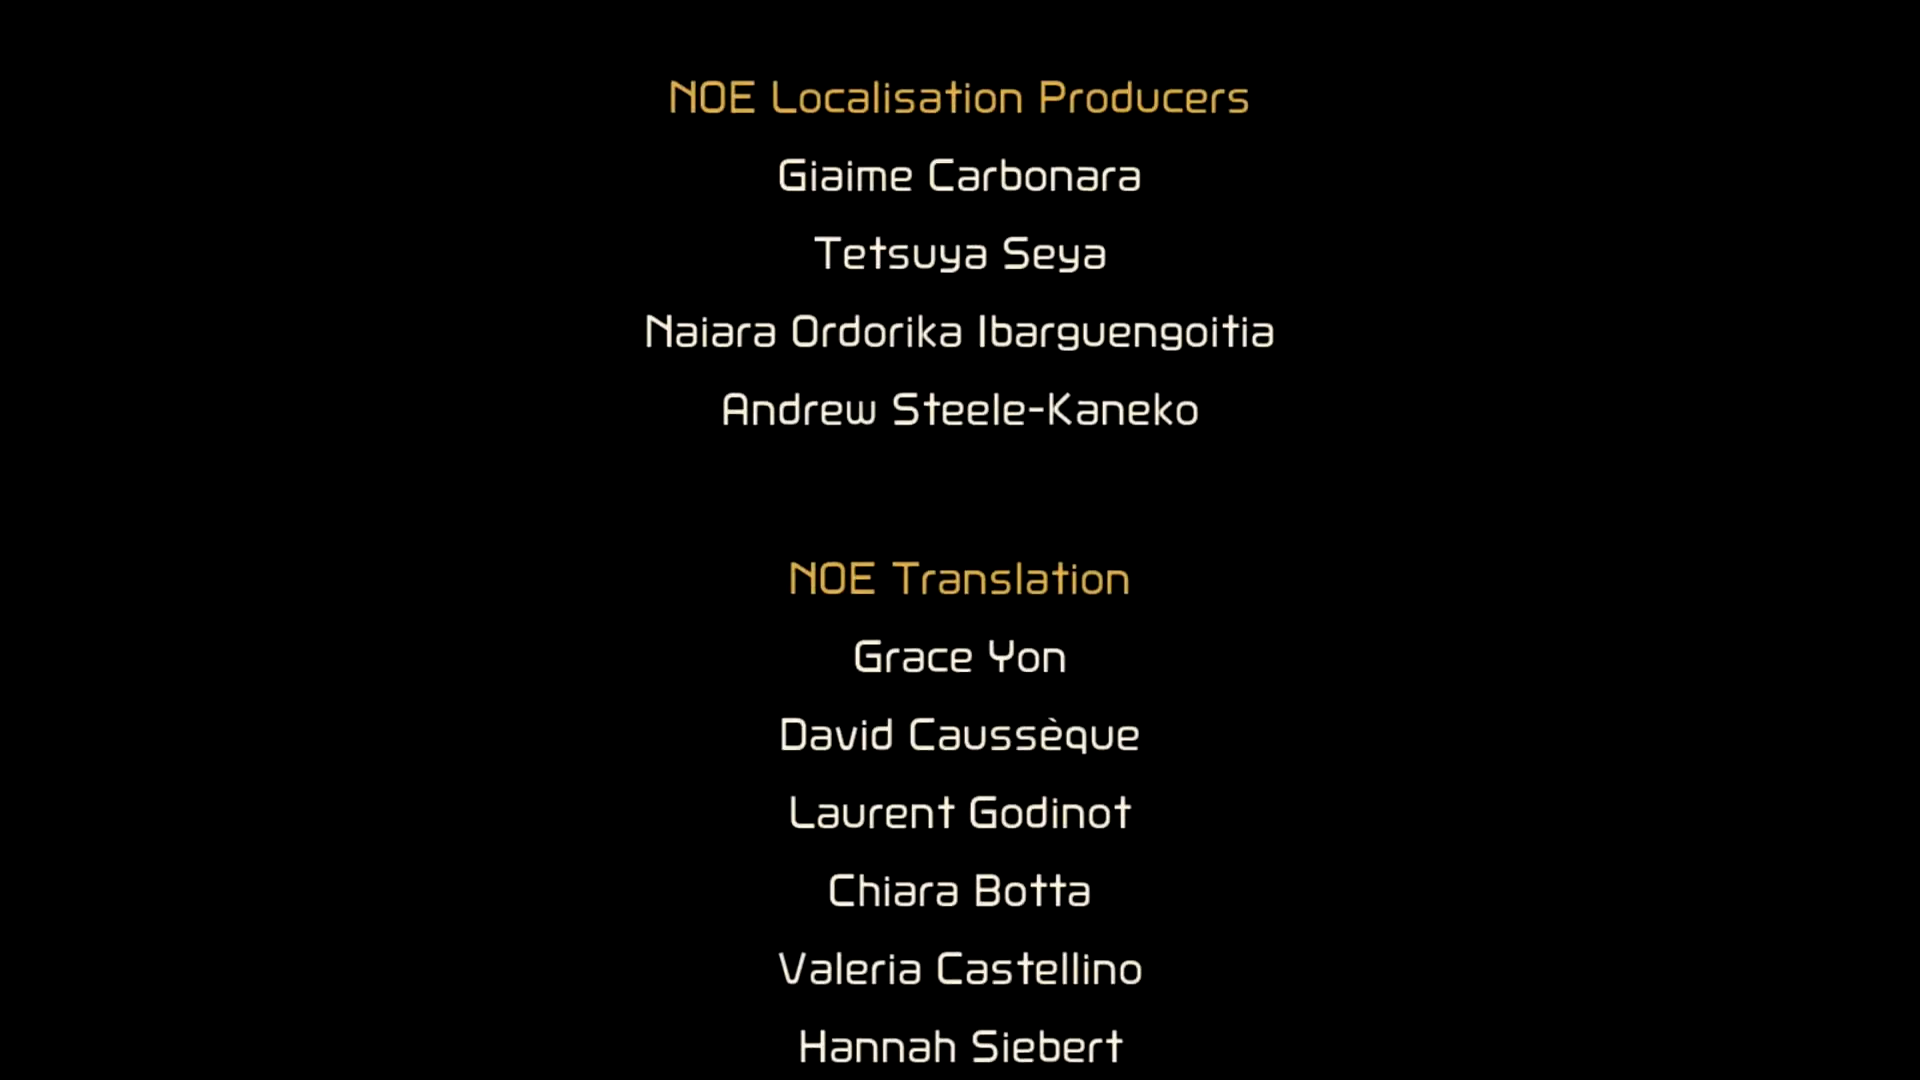 NOE Localisation Producers
Giaime Carbonara
Tetsuya Seya
Naiara Ordorika Ibarguengoitia
Andrew Steele-Kaneko
NOE Translation
Grace Yon
David Caussèque
Laurent Godinot
Chiara Botta
Valeria Castellino
Hannah Siebert